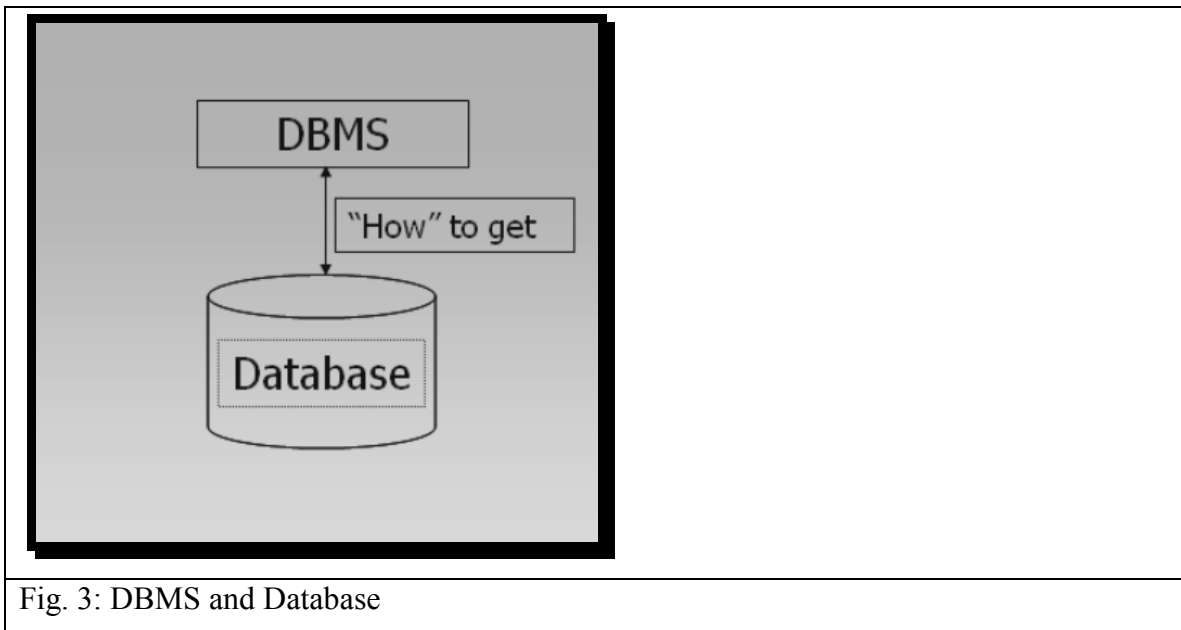 DBMS
“How” to get
Database
Fig. 3: DBMS and Database